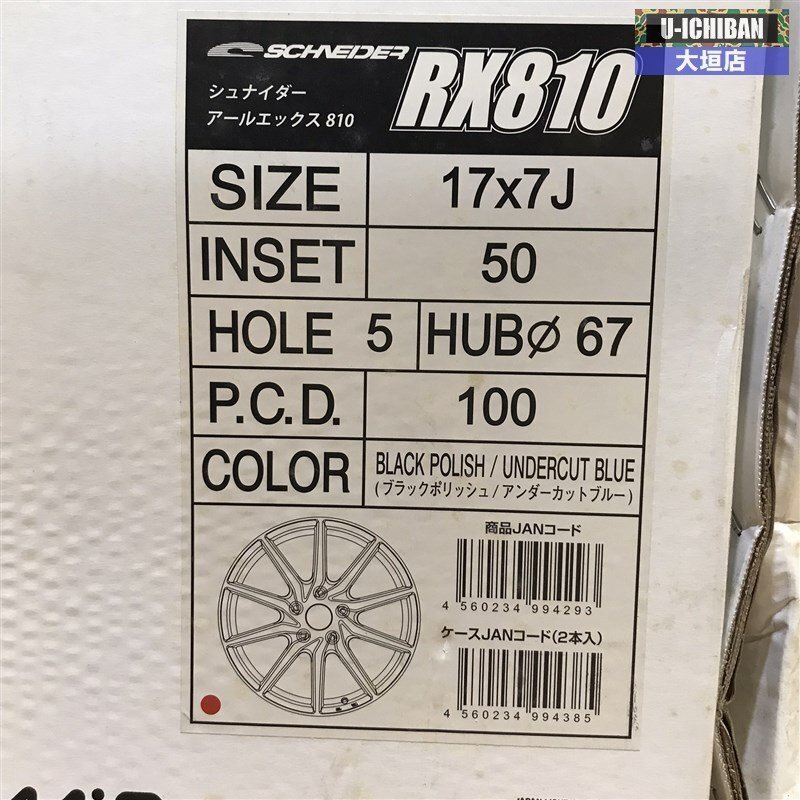 U-ICHIBAN
大垣店
SCHNEIDER
RX810
シュナイダー
アールエックス 810
SIZE 17x7J
INSET 50
HOLE 5 HUBφ 67
P.C.D. 100
COLOR BLACK POLISH / UNDERCUT BLUE
(ブラックポリッシュ / アンダーカットブルー)
商品JANコード
4 560234 994293
ケースJANコード(2本入)
4 560234 994385